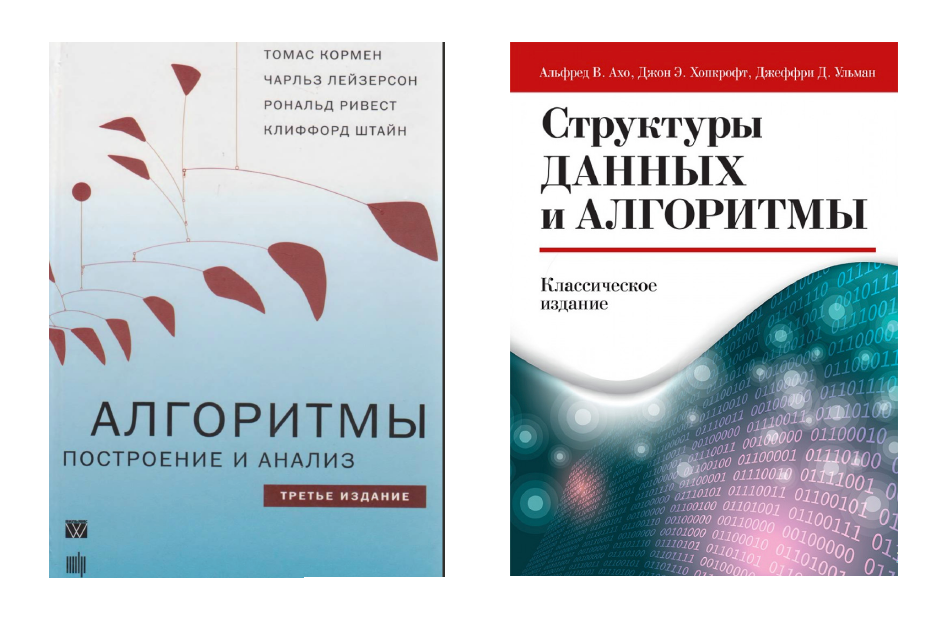 ТОМАС КОРМЕН
ЧАРЛЬЗ ЛЕЙЗЕРСОН
РОНАЛЬД РИВЕСТ
КЛИФФОРД ШТАЙН
АЛГОРИТМЫ
ПОСТРОЕНИЕ И АНАЛИЗ
ТРЕТЬЕ ИЗДАНИЕ
W
Альфред В. Ахо, Джон Э. Хопкрофт, Джеффри Д. Ульман
Структуры
ДАННЫХ
и АЛГОРИТМЫ
Классическое
издание